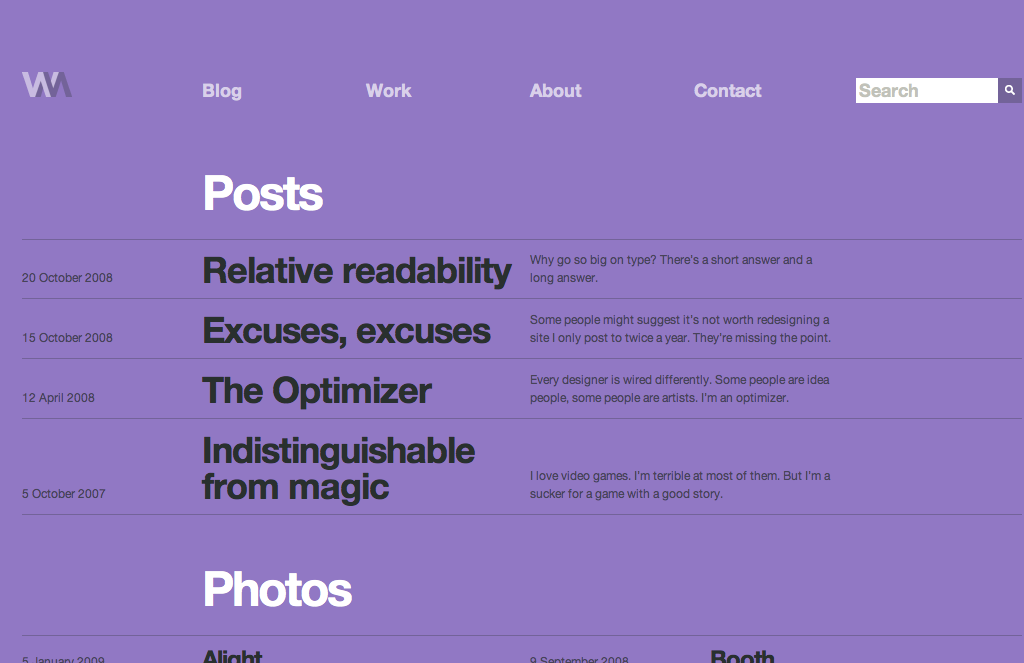 Blog Work About Contact Search
Posts
20 October 2008 Relative readability Why go so big on type? There's a short answer and a
long answer.
15 October 2008 Excuses, excuses Some people might suggest it's not worth redesigning a
site I only post to twice a year. They're missing the point.
12 April 2008 The Optimizer Every designer is wired differently. Some people are idea
people, some people are artists. I'm an optimizer.
5 October 2007 Indistinguishable
from magic I love video games. I'm terrible at most of them. But I'm a
sucker for a game with a good story.
Photos
5 January 2009 Alight 9 September 2008 Booth